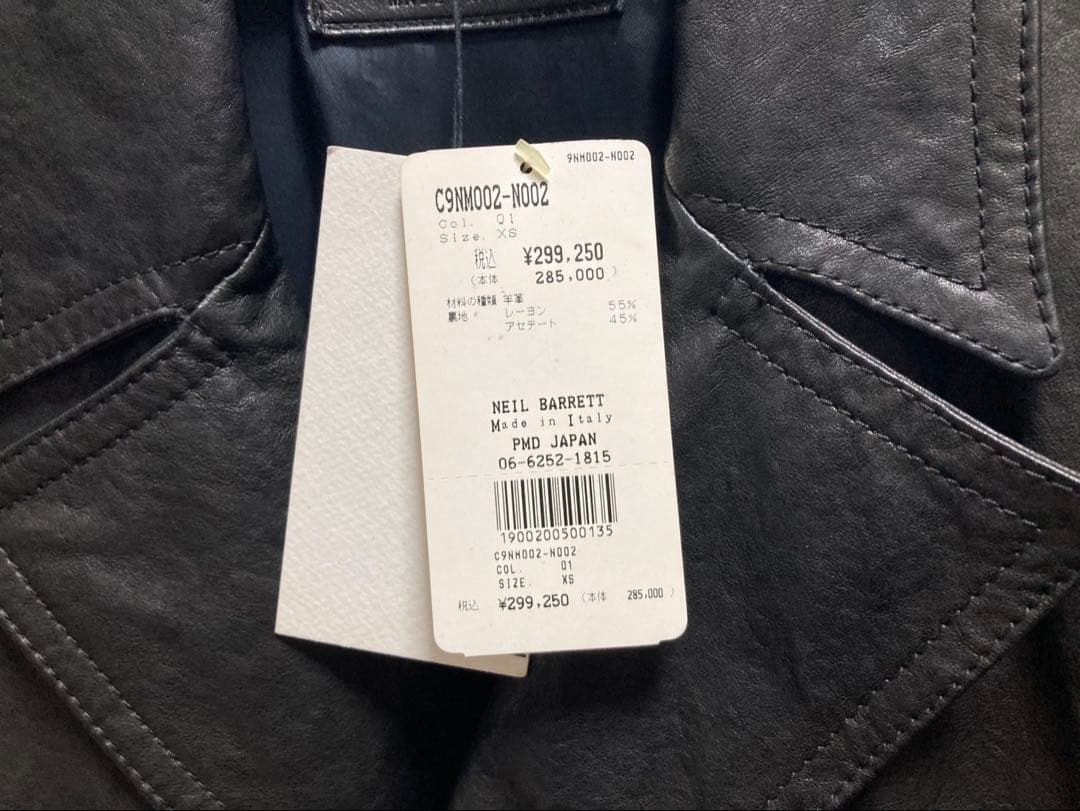 9NM002-N002
C9NM002-N002
Col. 01
Size. XS
税込 ¥299,250
(本体 285,000)
材料の種類 羊革
裏地 レーヨン 55%
アセテート 45%
NEIL BARRETT
Made in Italy
PMD JAPAN
06-6252-1815
1900200500135
C9NM002-N002
COL. 01
SIZE. XS
税込 ¥299,250 (本体 285,000)